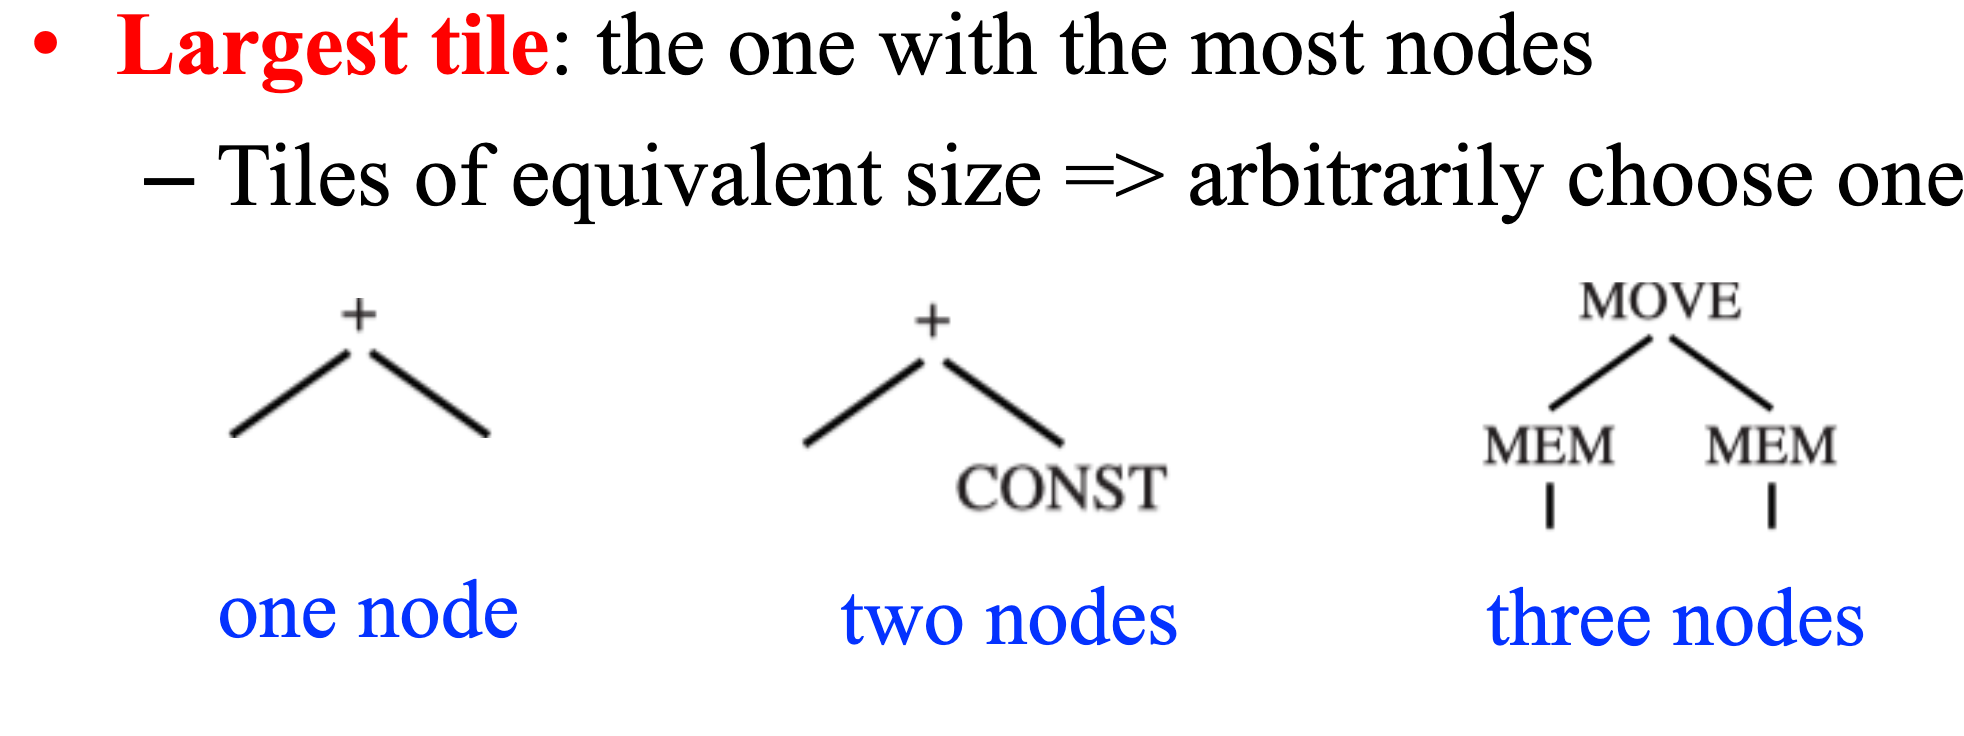 • Largest tile: the one with the most nodes
– Tiles of equivalent size => arbitrarily choose one
+
+
MOVE
MEM MEM
CONST
one node two nodes three nodes